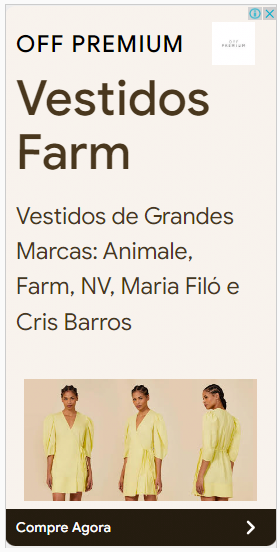 OFF PREMIUM
OFF
PREMIUM
Vestidos
Farm
Vestidos de Grandes
Marcas: Animale,
Farm, NV, Maria Filó e
Cris Barros
Compre Agora